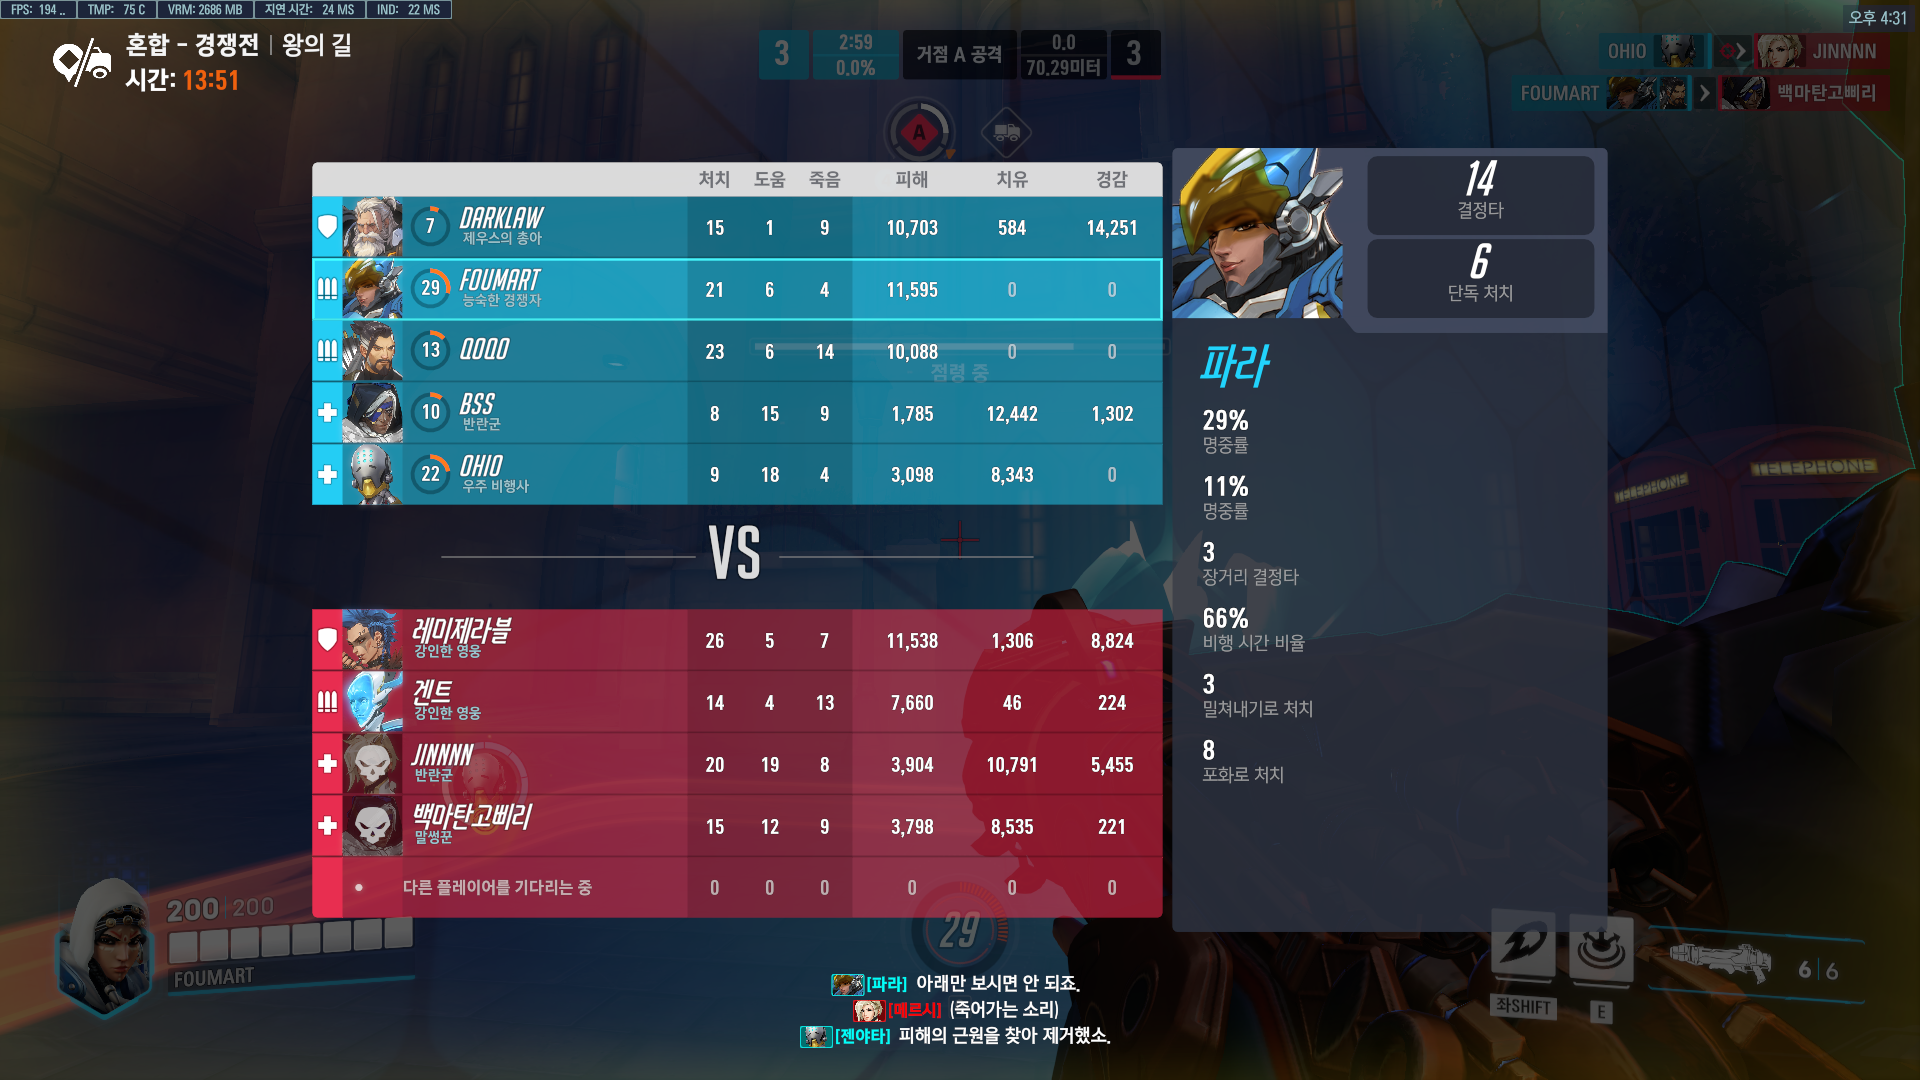 FPS: 194 .. TMP: 75 C VRM: 2686 MB 지연 시간: 24 MS IND: 22 MS
오후 4:31
혼합 - 경쟁전 | 왕의 길
시간: 13:51
3 2:59 0.0% 거점 A 공격 0.0 70.29미터 3
A
OHIO JINNNN
FOUMART 백마탄고삐리
처치 도움 죽음 피해 치유 경감
7 DARKLAW 15 1 9 10,703 584 14,251
제우스의 총아
29 FOUMART 21 6 4 11,595 0 0
능숙한 경쟁자
13 QOQO 23 6 14 10,088 0 0
점령 중
10 BSS 8 15 9 1,785 12,442 1,302
반란군
22 OHIO 9 18 4 3,098 8,343 0
우주 비행사
VS
레미제라블 26 5 7 11,538 1,306 8,824
강인한 영웅
겐트 14 4 13 7,660 46 224
강인한 영웅
JINNNN 20 19 8 3,904 10,791 5,455
반란군
백마탄고삐리 15 12 9 3,798 8,535 221
말썽꾼
다른 플레이어를 기다리는 중 0 0 0 0 0 0
14
결정타
6
단독 처치
파라
29%
명중률
11%
명중률
3
장거리 결정타
66%
비행 시간 비율
3
밀쳐내기로 처치
8
포화로 처치
TELEPHONE
TELEPHONE
200 | 200
FOUMART
29
좌SHIFT
E
6 | 6
[파라] 아래만 보시면 안 되죠.
[메르시] (죽어가는 소리)
[젠야타] 피해의 근원을 찾아 제거했소.